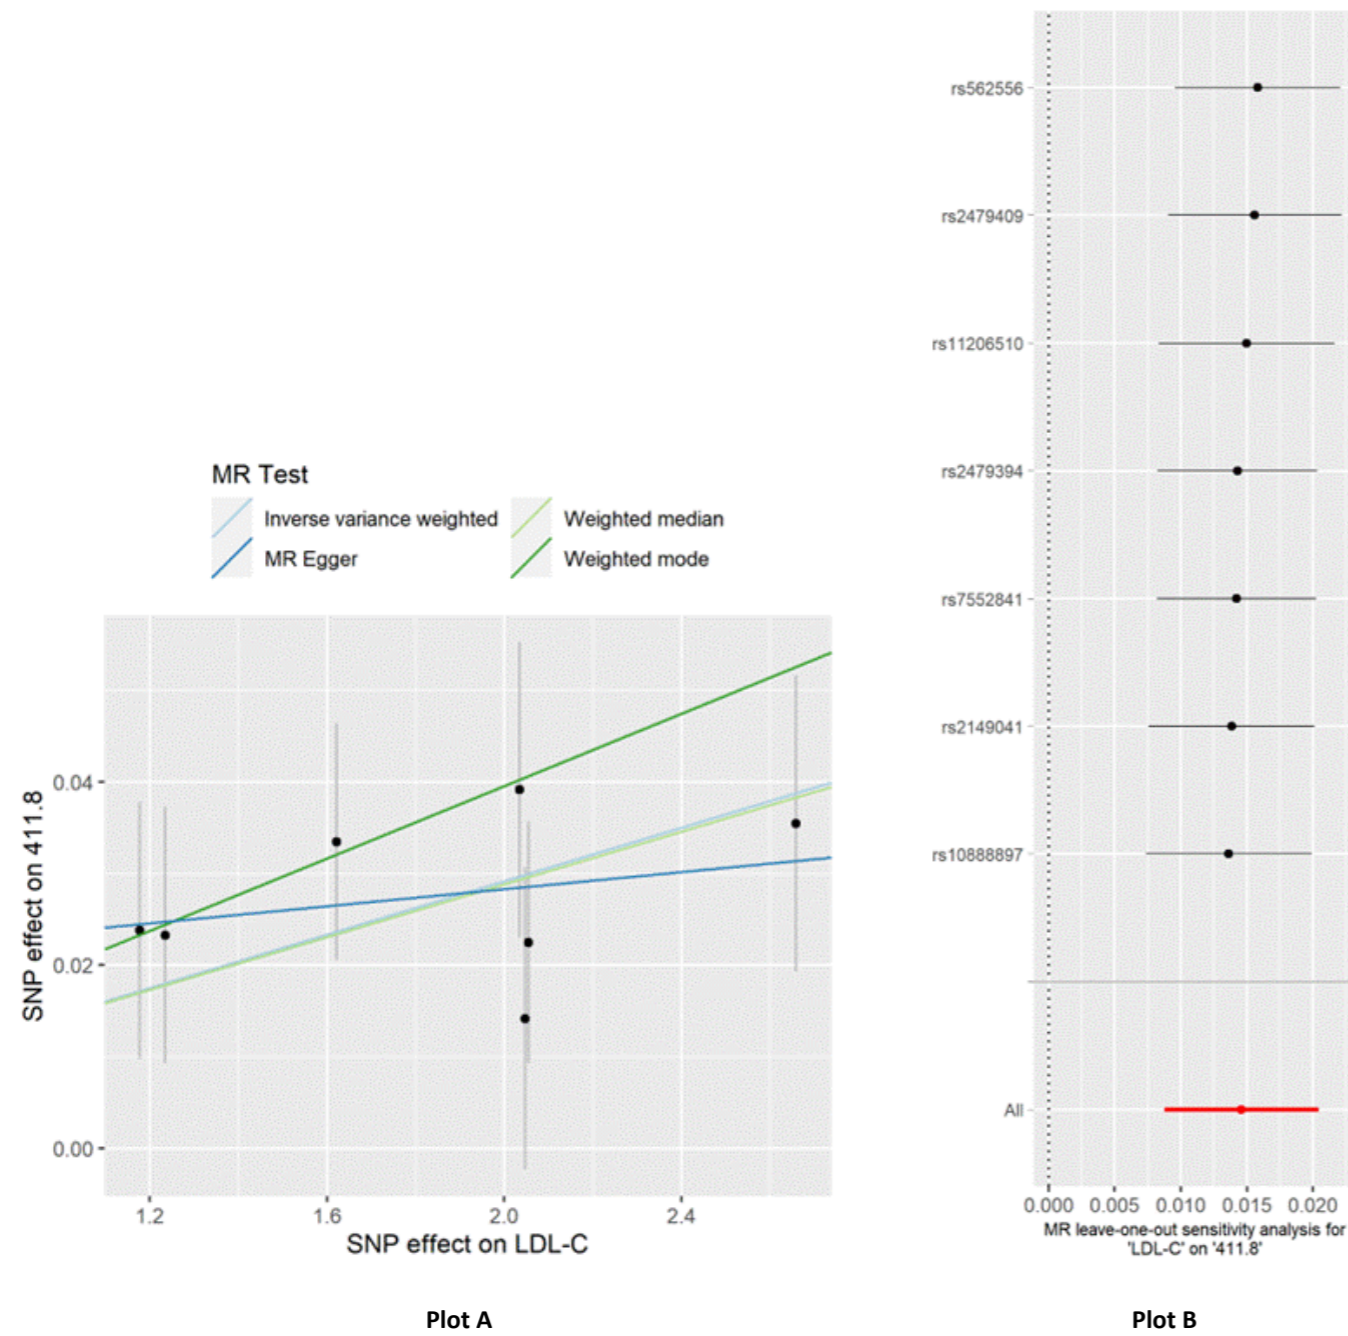 MR Test
Inverse variance weighted
Weighted median
MR Egger
Weighted mode
SNP effect on 411.8
0.04
0.02
0.00
1.2
1.6
2.0
2.4
SNP effect on LDL-C
Plot A
rs562556
rs2479409
rs11206510
rs2479394
rs7552841
rs2149041
rs10888897
All
0.000
0.005
0.010
0.015
0.020
MR leave-one-out sensitivity analysis for
'LDL-C' on '411.8'
Plot B